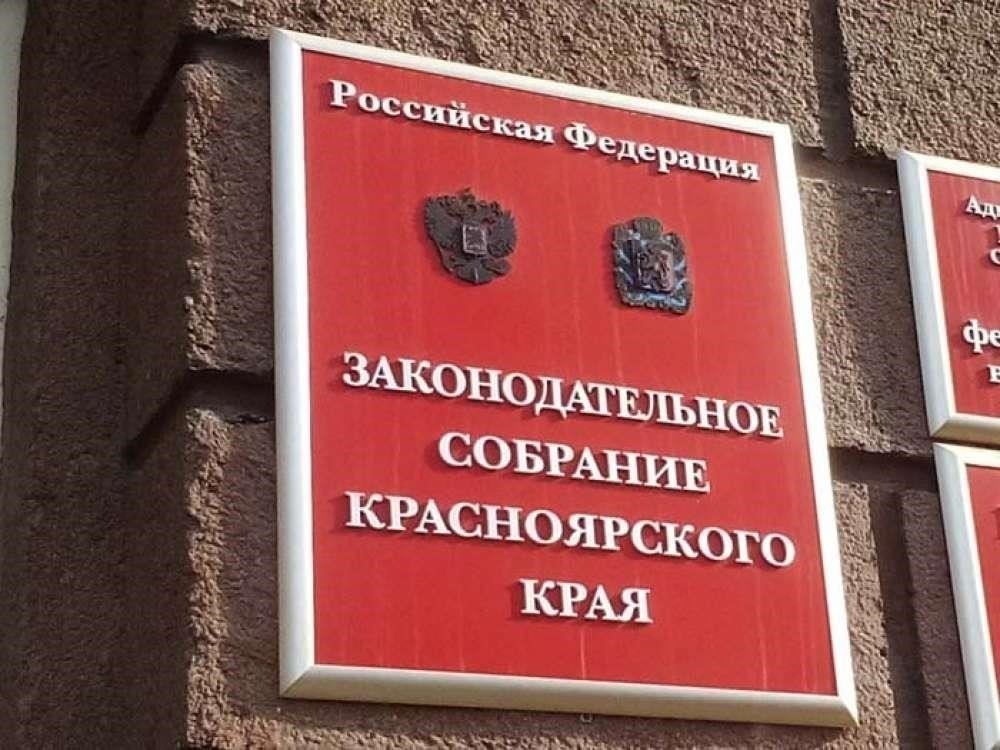 Российская Федерация
ЗАКОНОДАТЕЛЬНОЕ
СОБРАНИЕ
КРАСНОЯРСКОГО
КРАЯ